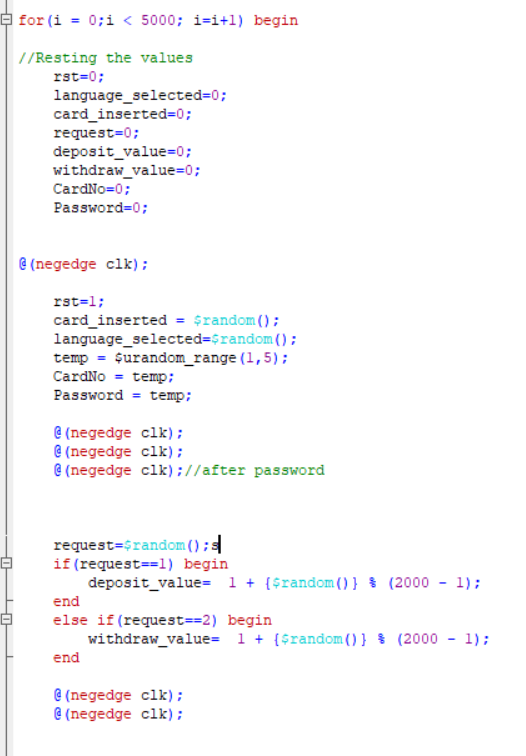 for(i = 0;i < 5000; i=i+1) begin
//Resting the values
rst=0;
language_selected=0;
card_inserted=0;
request=0;
deposit_value=0;
withdraw_value=0;
CardNo=0;
Password=0;
@(negedge clk);
rst=1;
card_inserted = $random();
language_selected=$random();
temp = $urandom_range(1,5);
CardNo = temp;
Password = temp;
@(negedge clk);
@(negedge clk);
@(negedge clk);//after password
request=$random();s
if(request==1) begin
deposit_value=  1 + {$random()} % (2000 - 1);
end
else if(request==2) begin
withdraw_value=  1 + {$random()} % (2000 - 1);
end
@(negedge clk);
@(negedge clk);